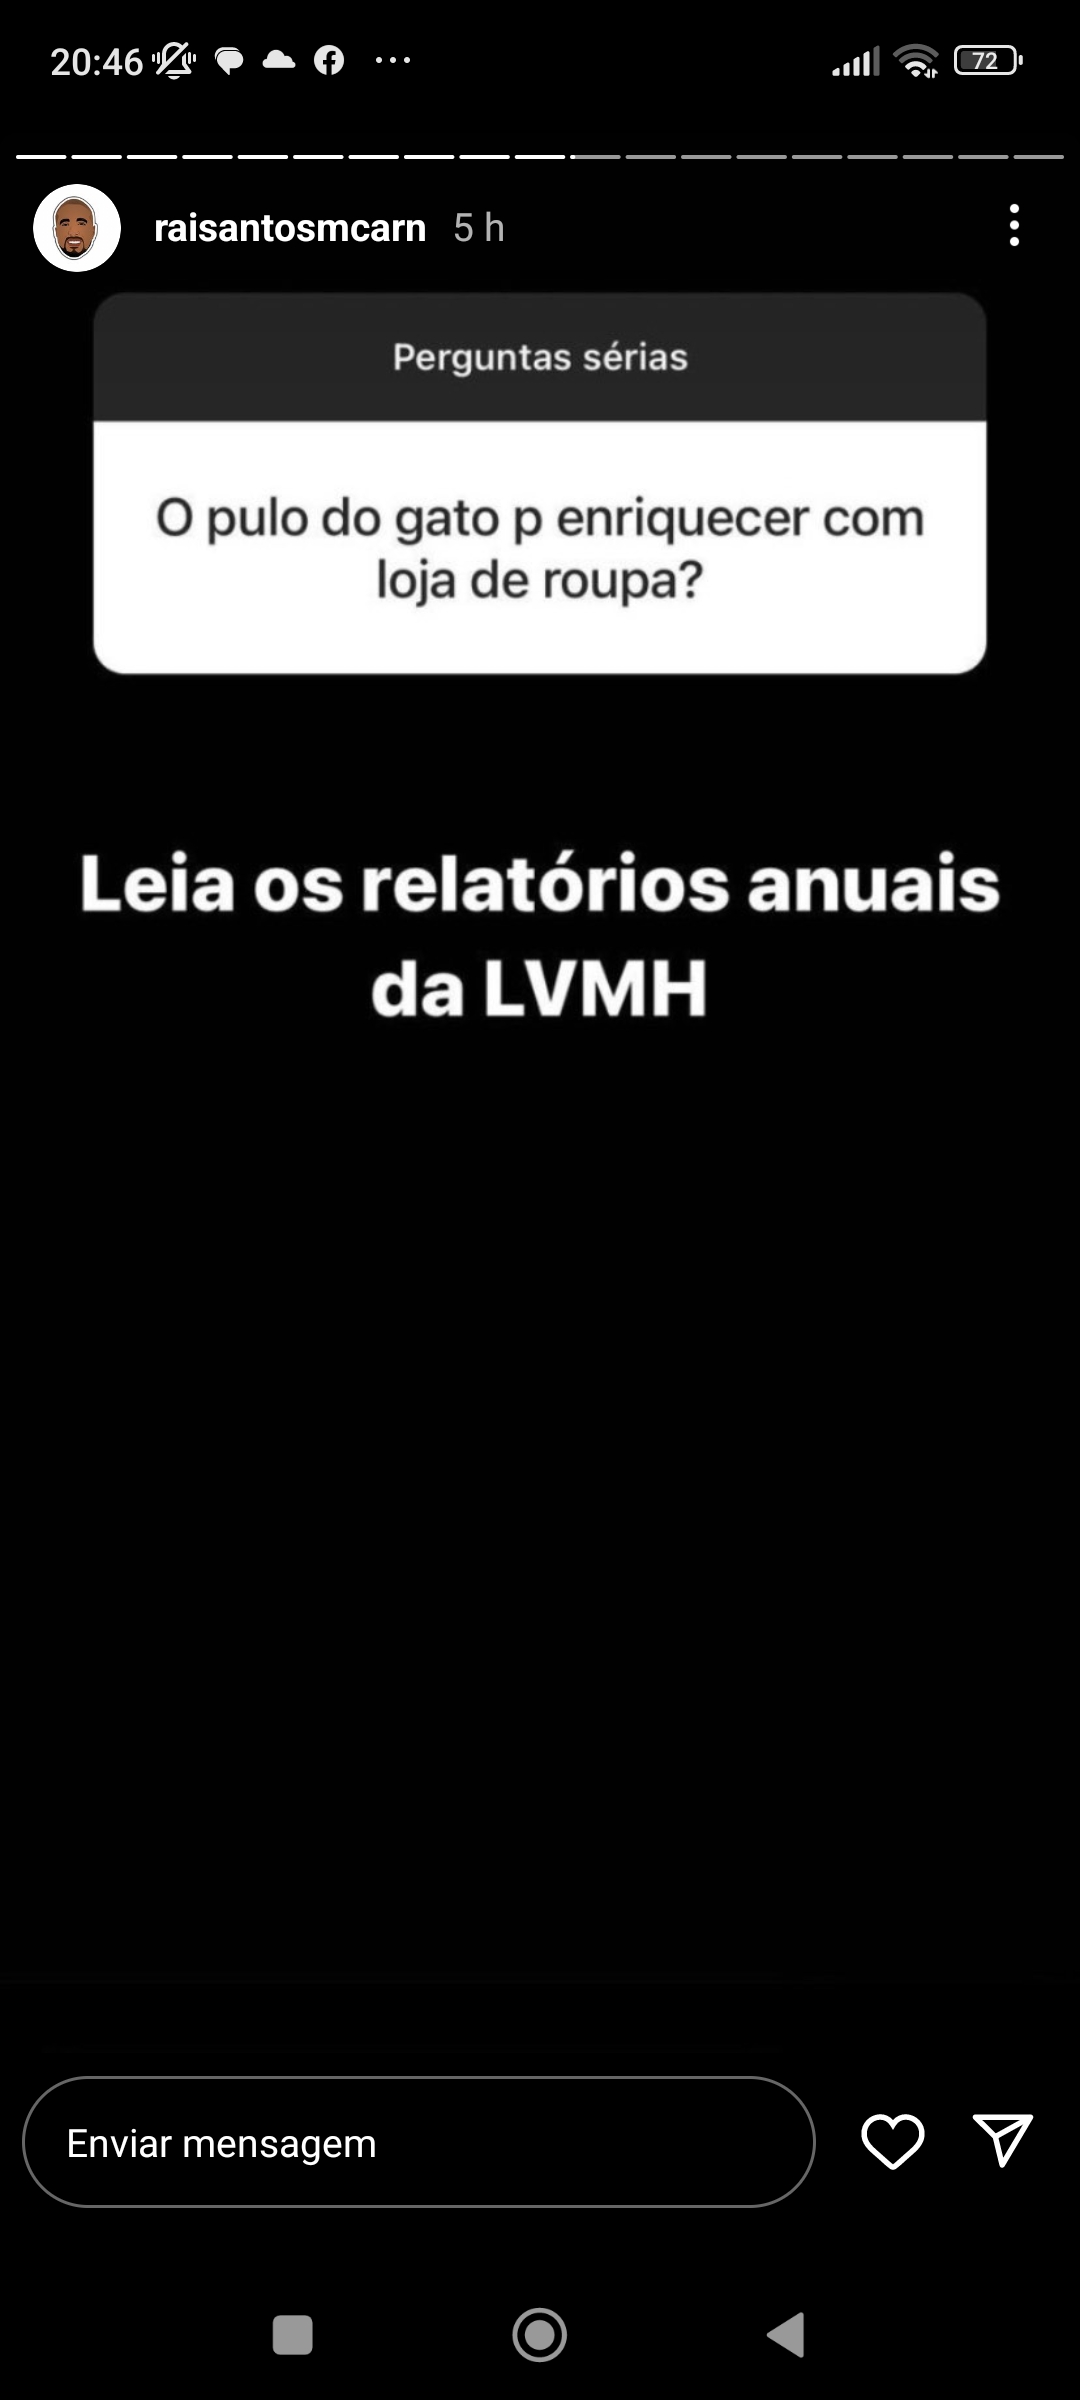 20:46
72
raisantosmcarn 5 h
Perguntas sérias
O pulo do gato p enriquecer com
loja de roupa?
Leia os relatórios anuais
da LVMH
Enviar mensagem